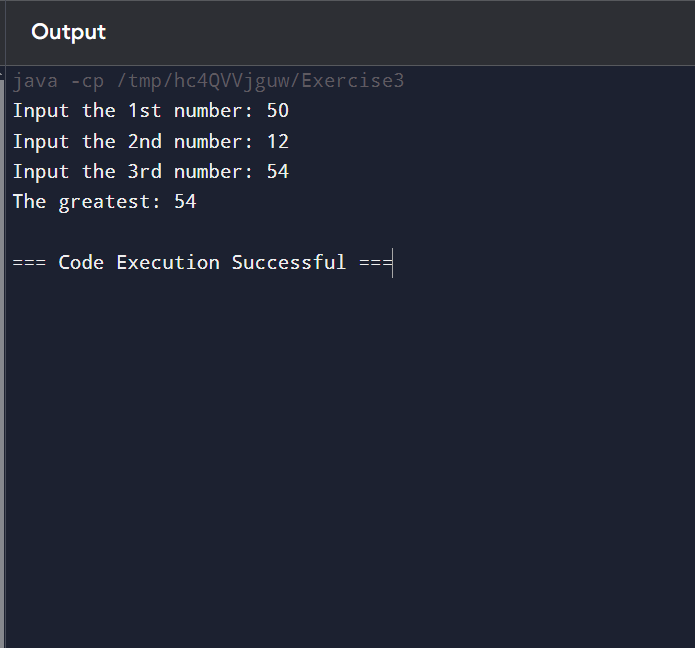 Output
java -cp /tmp/hc4QVVjguw/Exercise3
Input the 1st number: 50
Input the 2nd number: 12
Input the 3rd number: 54
The greatest: 54
=== Code Execution Successful ===